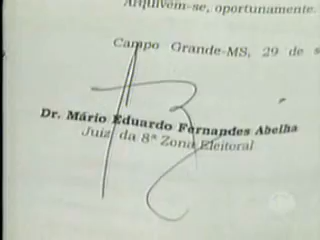 Arquivem-se, oportunamente.
Campo Grande-MS, 29 de s
Dr. Mário Eduardo Fernandes Abelha
Juiz da 8ª Zona Eleitoral